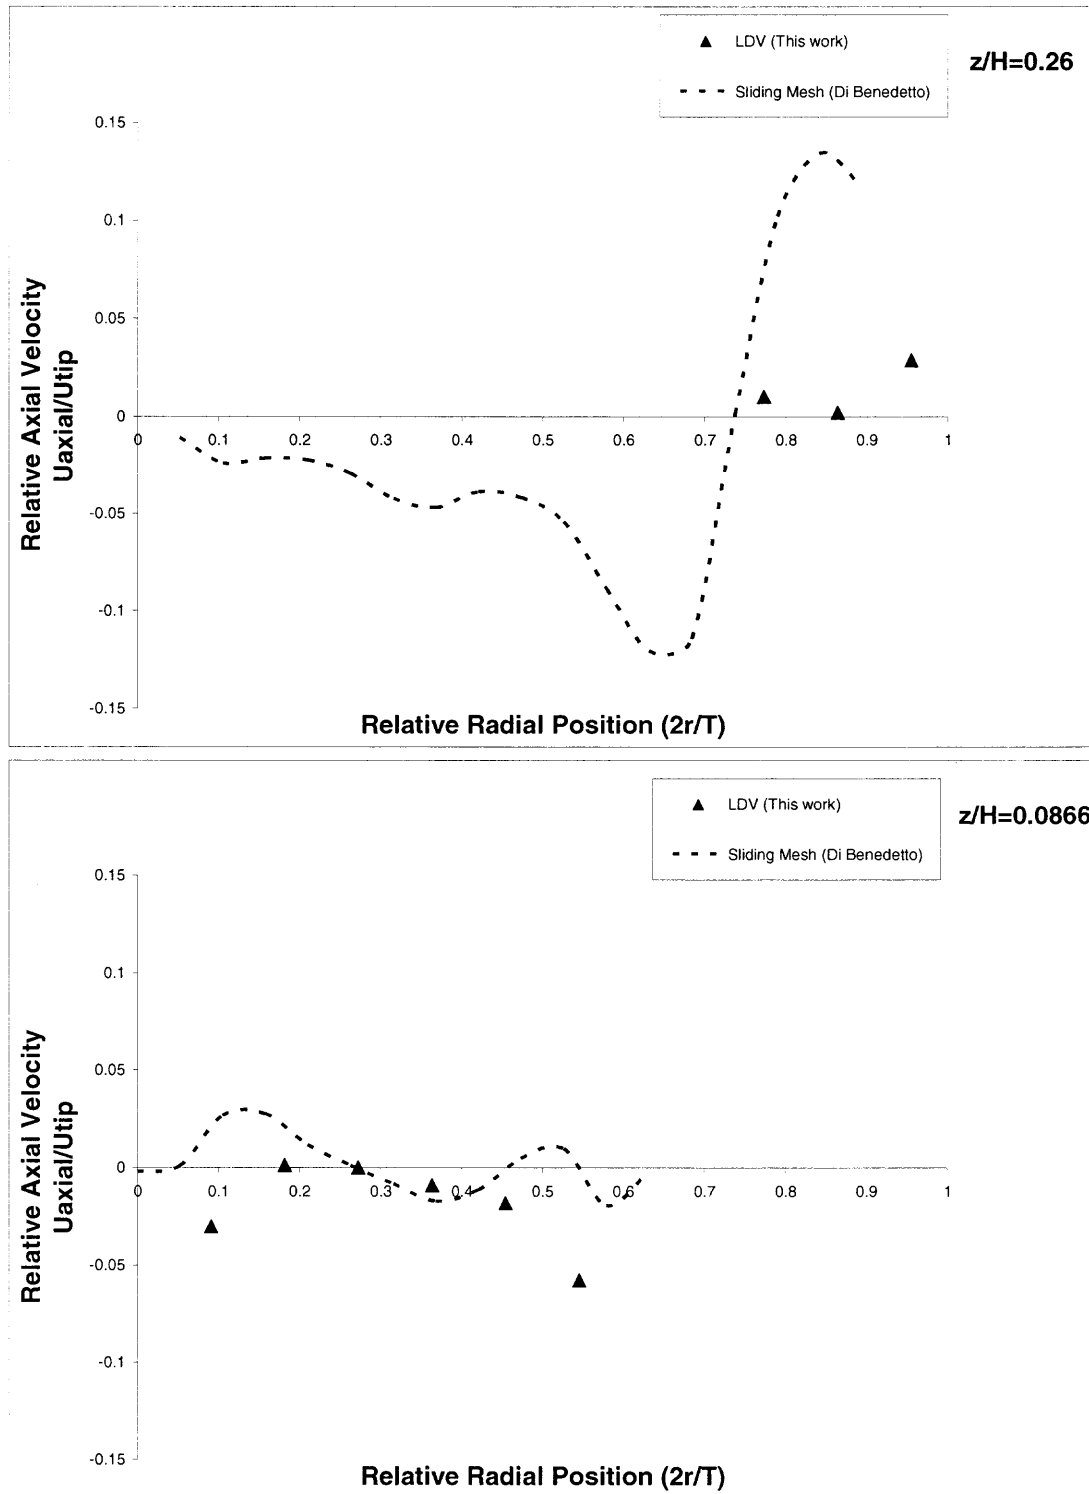 LDV (This work)
Sliding Mesh (Di Benedetto)
z/H=0.26
0.15
0.1
0.05
0
-0.05
-0.1
-0.15
0 0.1 0.2 0.3 0.4 0.5 0.6 0.7 0.8 0.9 1
Relative Axial Velocity
Uaxial/Utip
Relative Radial Position (2r/T)
LDV (This work)
Sliding Mesh (Di Benedetto)
z/H=0.0866
0.15
0.1
0.05
0
-0.05
-0.1
-0.15
0 0.1 0.2 0.3 0.4 0.5 0.6 0.7 0.8 0.9 1
Relative Axial Velocity
Uaxial/Utip
Relative Radial Position (2r/T)